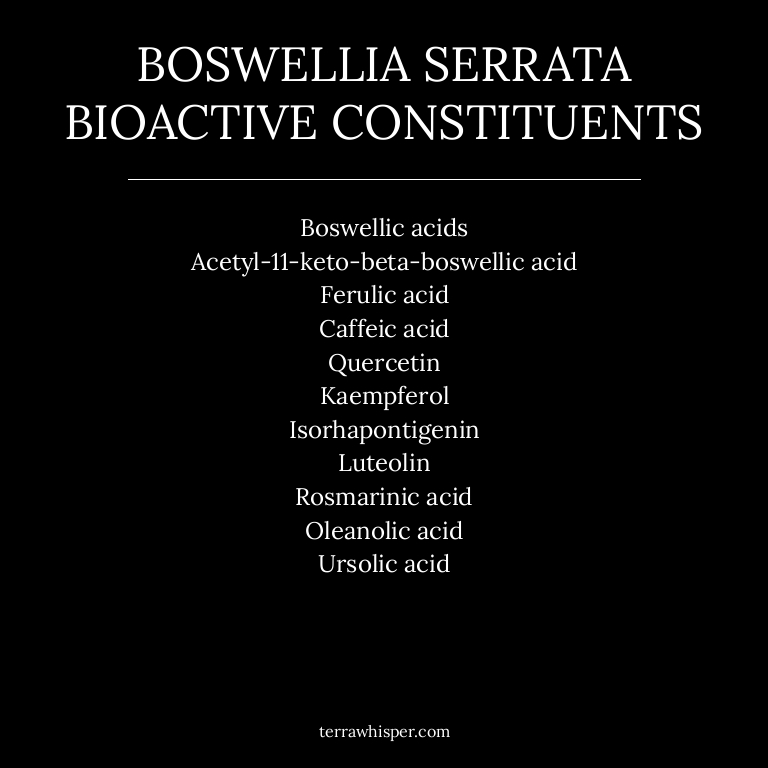 BOSWELLIA SERRATA
BIOACTIVE CONSTITUENTS
Boswellic acids
Acetyl-11-keto-beta-boswellic acid
Ferulic acid
Caffeic acid
Quercetin
Kaempferol
Isorhapontigenin
Luteolin
Rosmarinic acid
Oleanolic acid
Ursolic acid
terrawhisper.com